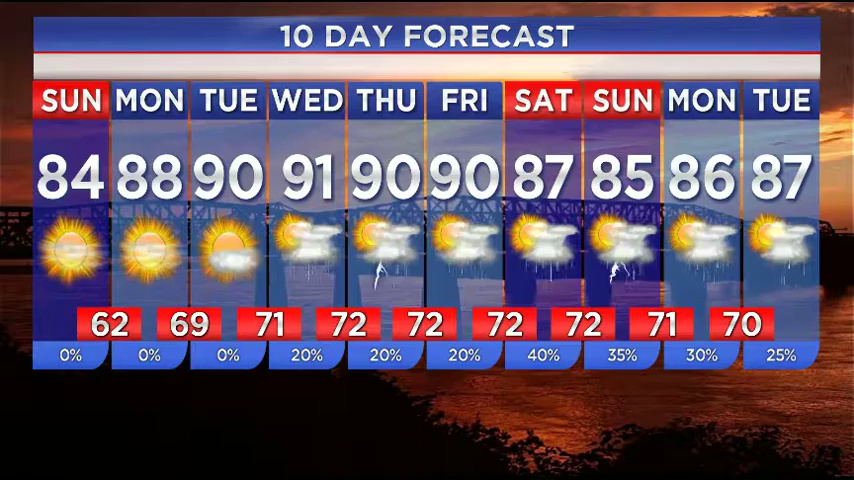 10 DAY FORECAST
SUN MON TUE WED THU FRI SAT SUN MON TUE
84 88 90 91 90 90 87 85 86 87
62 69 71 72 72 72 72 71 70
0% 0% 0% 20% 20% 20% 40% 35% 30% 25%